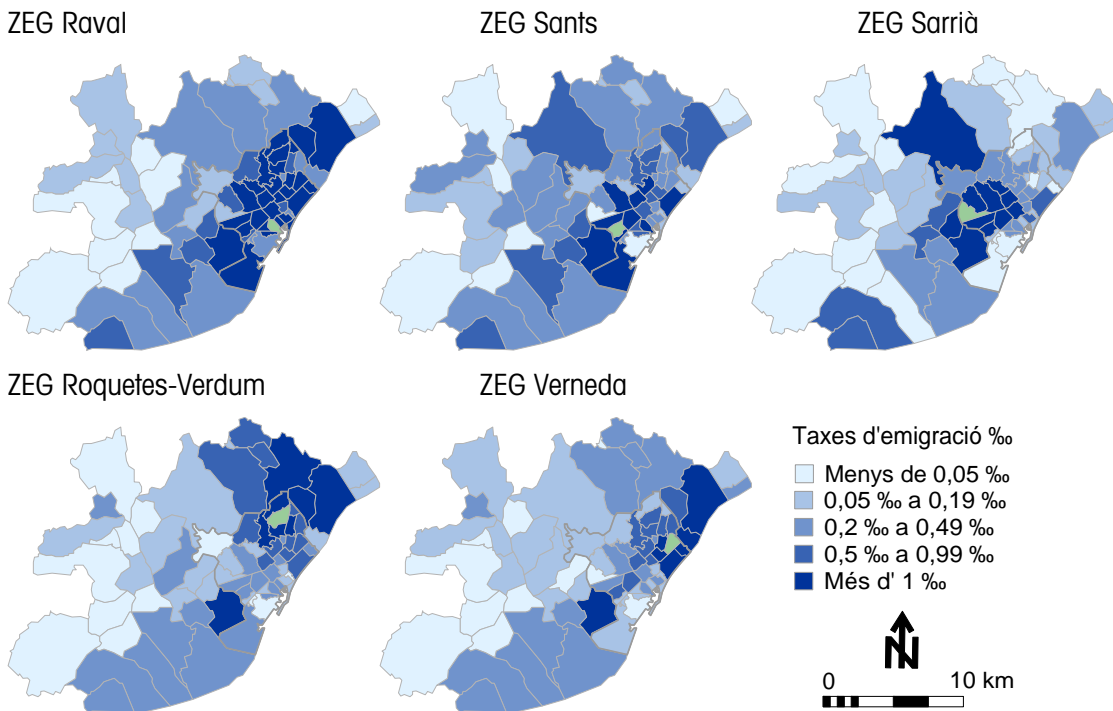 ZEG Raval
ZEG Sants
ZEG Sarrià
ZEG Roquetes-Verdum
ZEG Verneda
Taxes d'emigració ‰
Menys de 0,05 ‰
0,05 ‰ a 0,19 ‰
0,2 ‰ a 0,49 ‰
0,5 ‰ a 0,99 ‰
Més d' 1 ‰
N
0 10 km